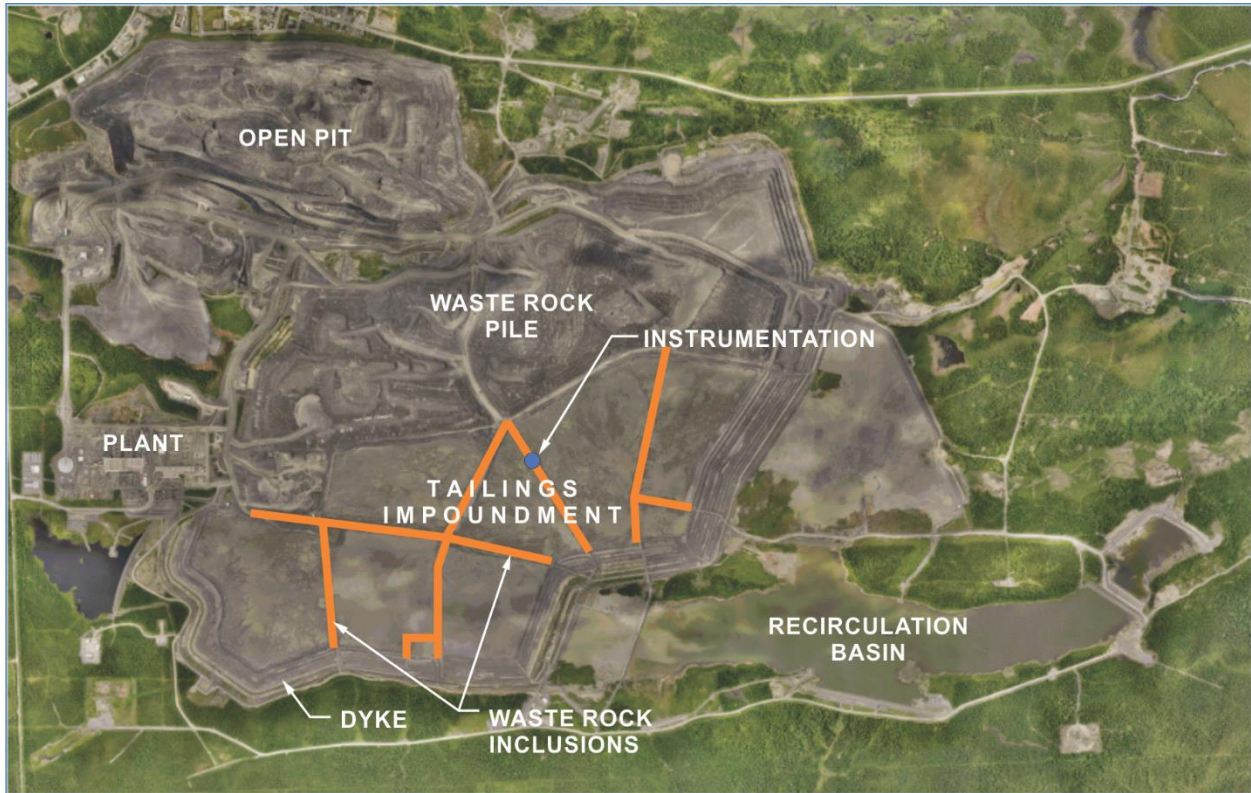 OPEN PIT
WASTE ROCK
PILE
INSTRUMENTATION
PLANT
TAILINGS
IMPOUNDMENT
RECIRCULATION
BASIN
DYKE
WASTE ROCK
INCLUSIONS